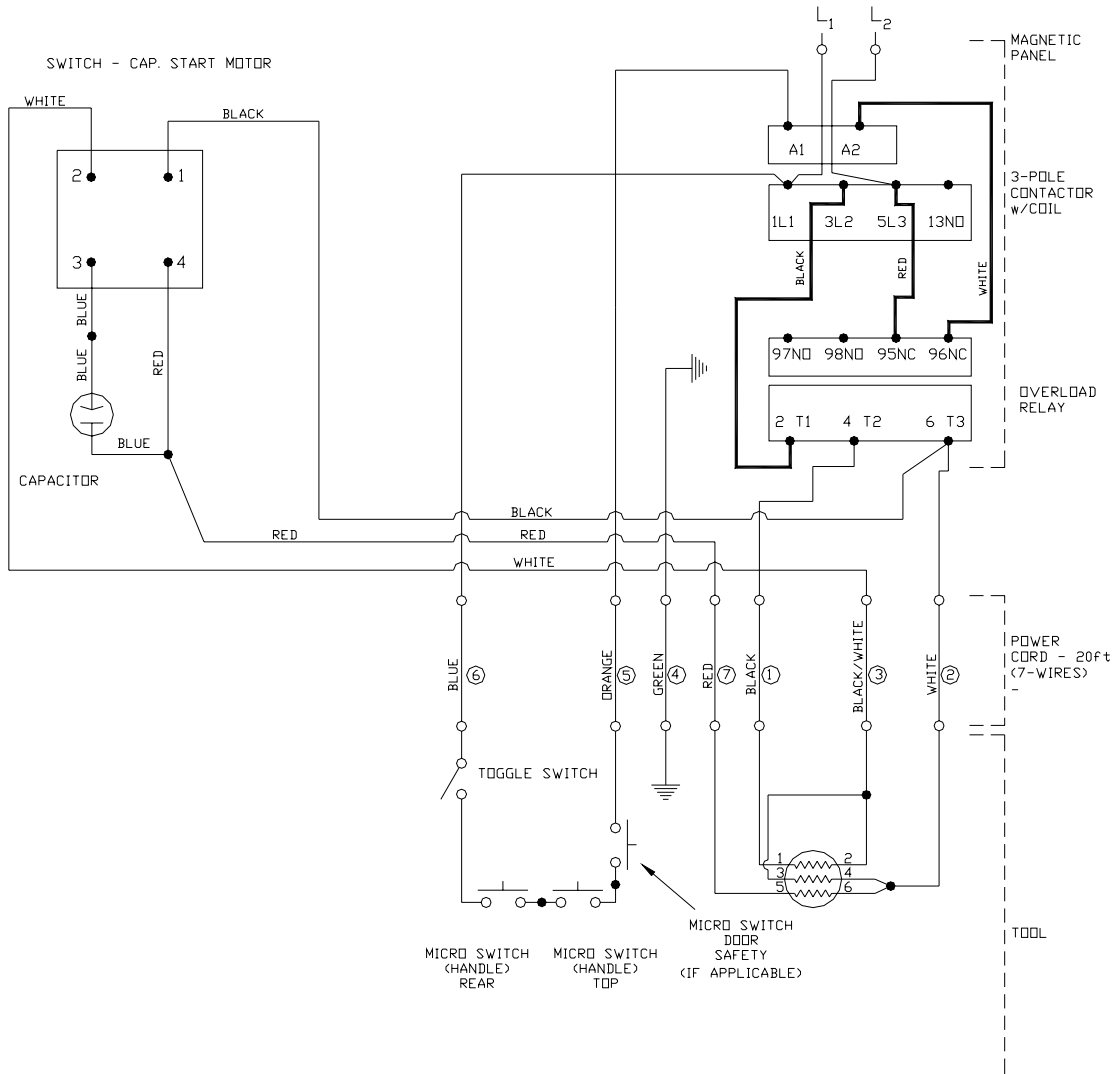 L1
L2
MAGNETIC
PANEL
SWITCH - CAP. START MOTOR
WHITE
BLACK
A1
A2
2
1
3
4
3-POLE
CONTACTOR
W/COIL
1L1
3L2
5L3
13NO
BLACK
RED
WHITE
BLUE
BLUE
RED
BLUE
CAPACITOR
97NO
98NO
95NC
96NC
OVERLOAD
RELAY
2 T1
4 T2
6 T3
BLACK
RED
RED
WHITE
BLUE
6
ORANGE
5
GREEN
4
RED
7
BLACK
1
BLACK/WHITE
3
WHITE
2
POWER
CORD - 20ft
(7-WIRES)
-
TOGGLE SWITCH
1
2
3
4
5
6
MICRO SWITCH
(HANDLE)
REAR
MICRO SWITCH
(HANDLE)
TOP
MICRO SWITCH
DOOR
SAFETY
(IF APPLICABLE)
TOOL